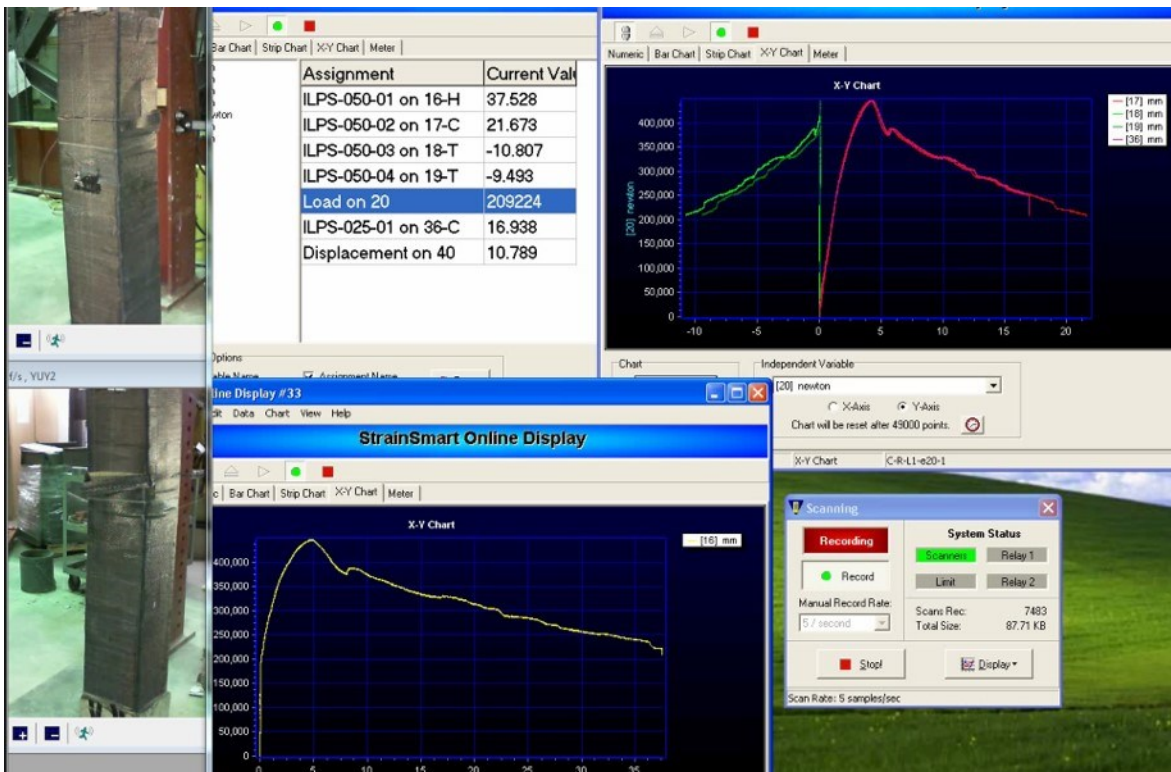 Bar Chart | Strip Chart | X-Y Chart | Meter |
Assignment Current Valu
ILPS-050-01 on 16-H 37.528
ILPS-050-02 on 17-C 21.673
ILPS-050-03 on 18-T -10.807
ILPS-050-04 on 19-T -9.493
Load on 20 209224
ILPS-025-01 on 36-C 16.938
Displacement on 40 10.789
Options
Assignment Name
Numeric | Bar Chart | Strip Chart | X-Y Chart | Meter |
X-Y Chart
[17] mm
[18] mm
[19] mm
[36] mm
400,000
350,000
300,000
250,000
200,000
150,000
100,000
50,000
0
[20] newton
-10 -5 0 5 10 15 20
Chart
Independent Variable
[20] newton
X-Axis Y-Axis
Chart will be reset after 49000 points.
X-Y Chart C-R-L1-e20-1
f/s, YUY2
line Display #33
Data Chart View Help
StrainSmart Online Display
Bar Chart | Strip Chart | X-Y Chart | Meter |
X-Y Chart
[16] mm
400,000
350,000
300,000
250,000
200,000
150,000
100,000
50,000
0
0 5 10 15 20 25 30 35
Scanning
Recording
Record
Manual Record Rate:
5 / second
System Status
Scanners Relay 1
Limit Relay 2
Scans Rec: 7483
Total Size: 87.71 KB
Stop!
Display
Scan Rate: 5 samples/sec